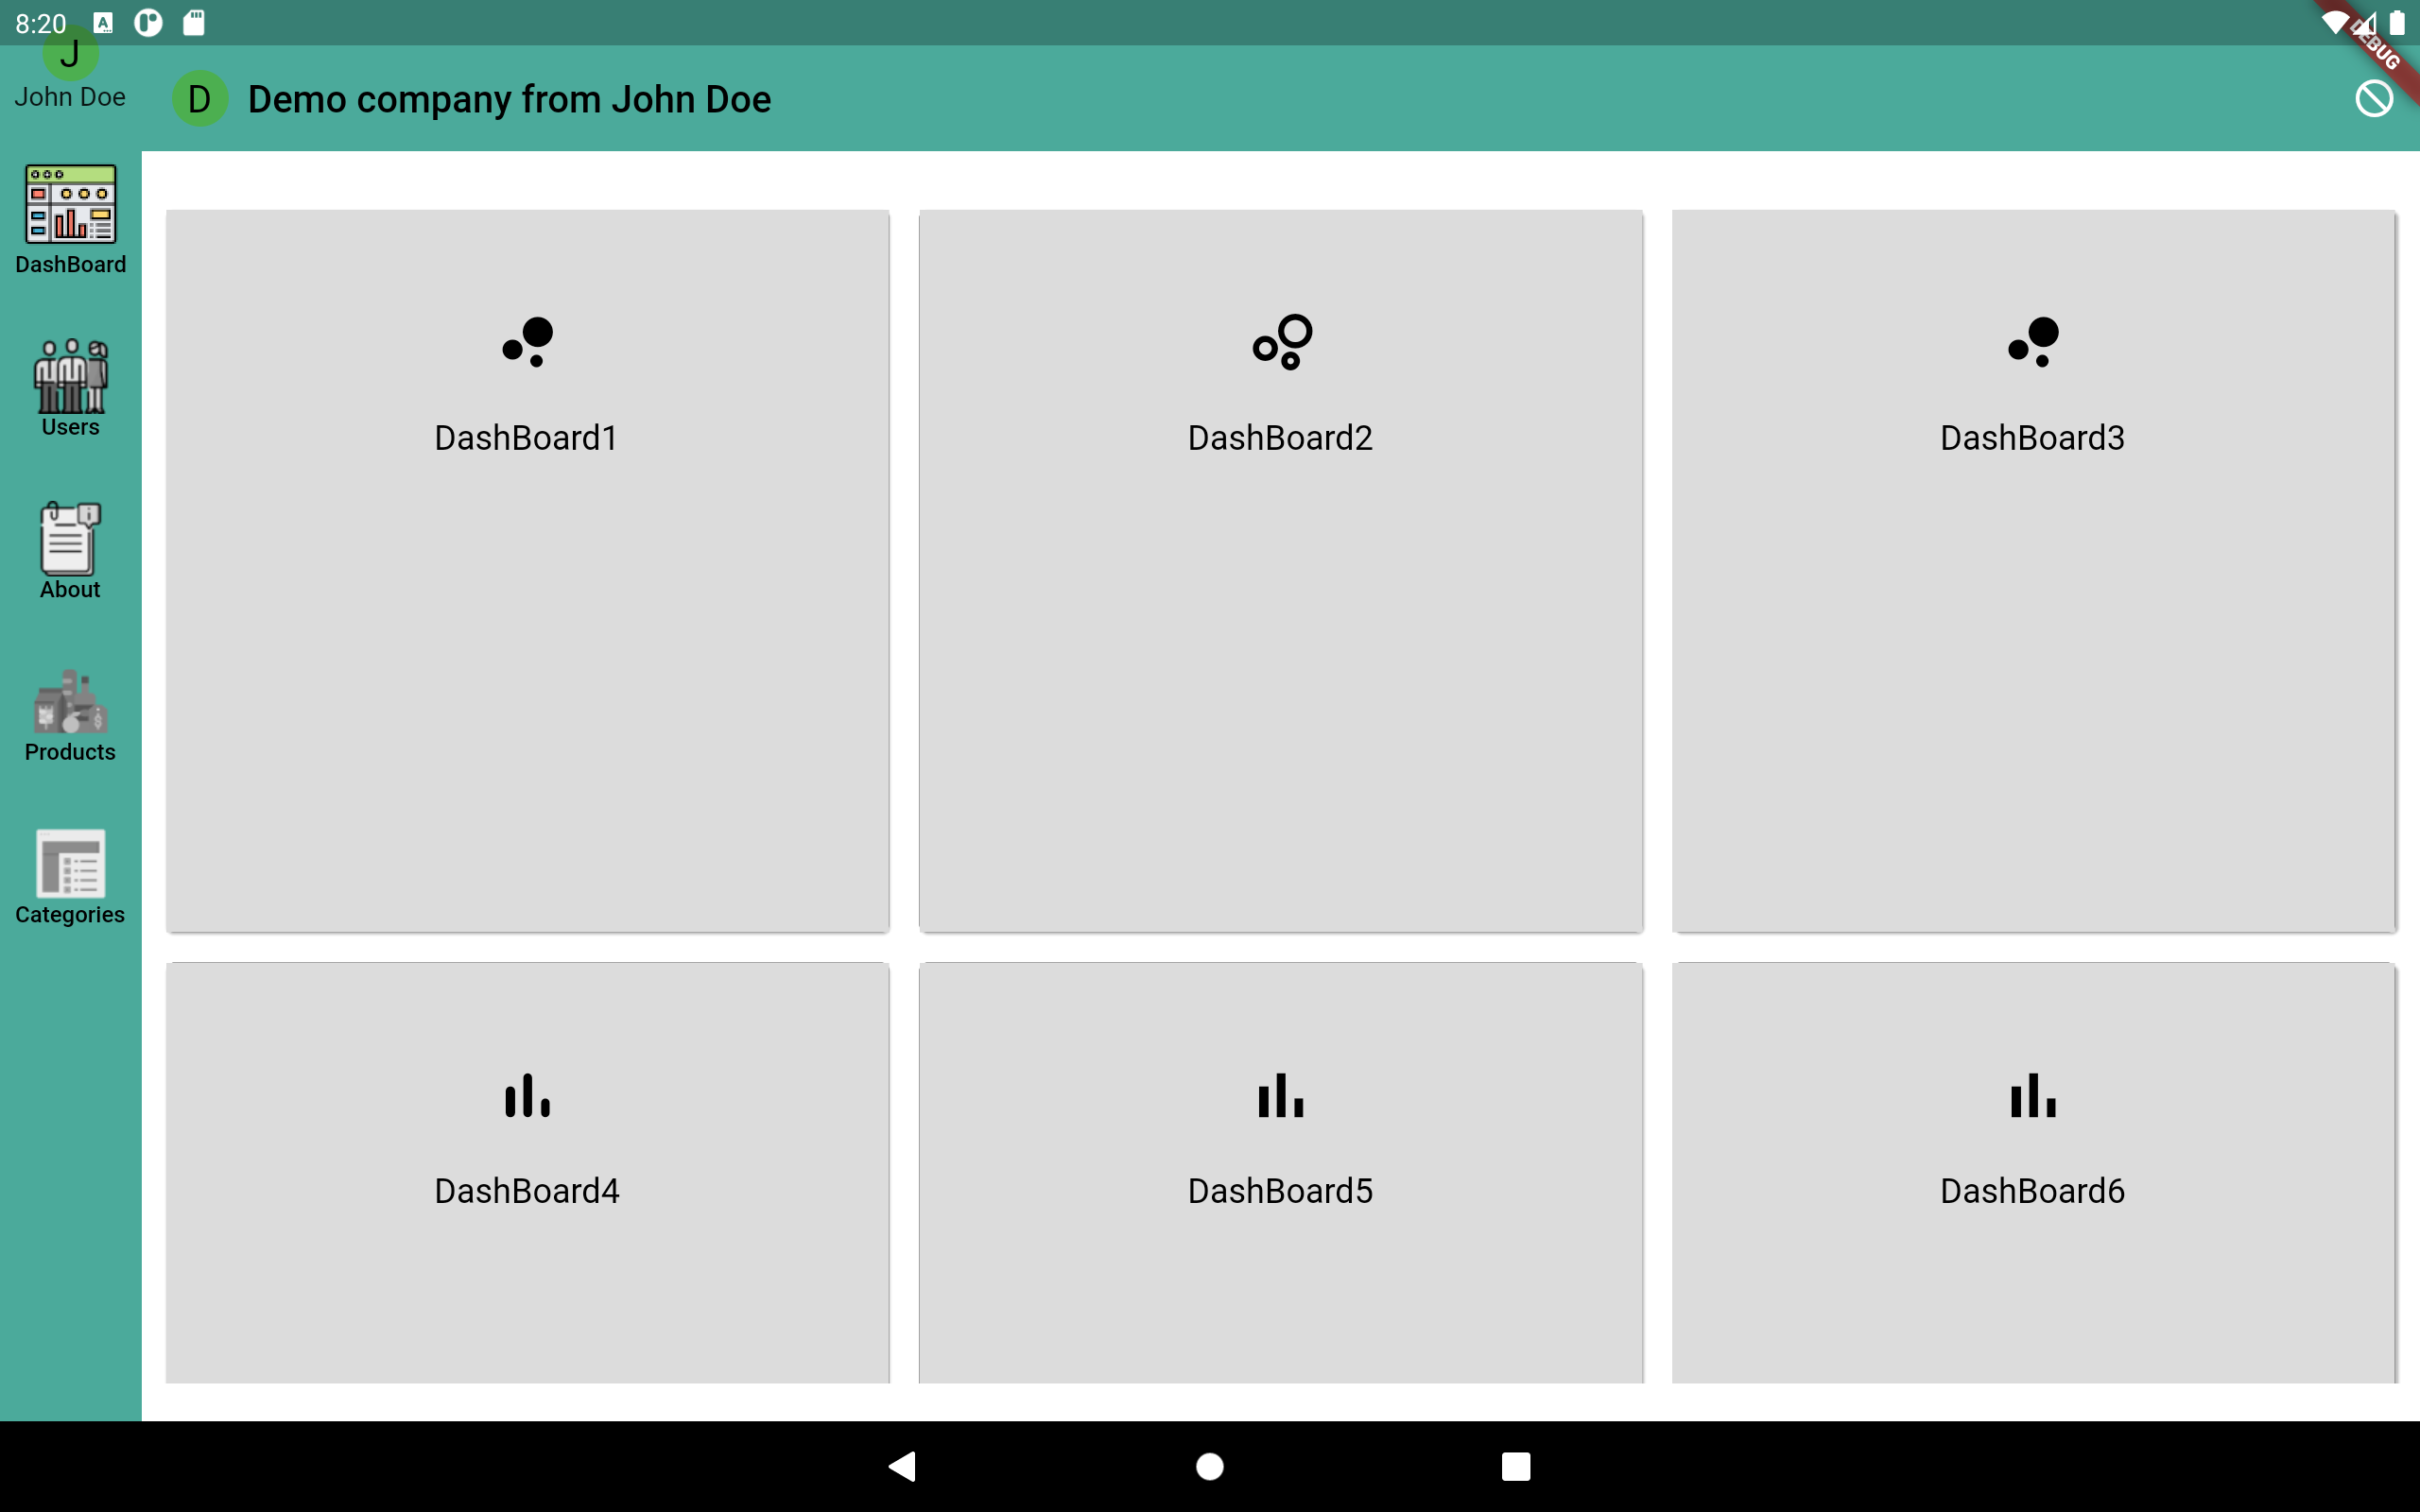 8:20
A
DEBUG
J
John Doe
D Demo company from John Doe
DashBoard
Users
About
Products
Categories
DashBoard1
DashBoard2
DashBoard3
DashBoard4
DashBoard5
DashBoard6